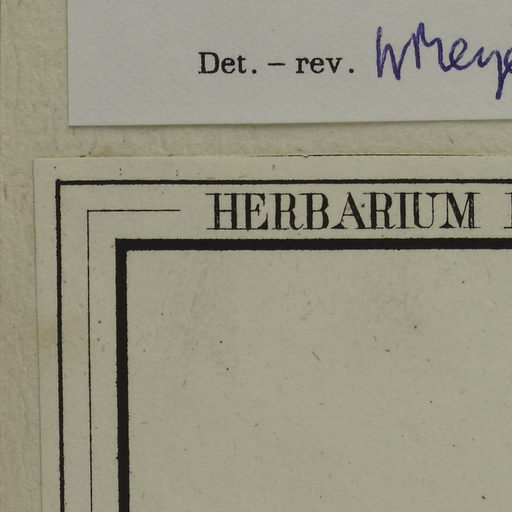 Det. – rev.
HERBARIUM